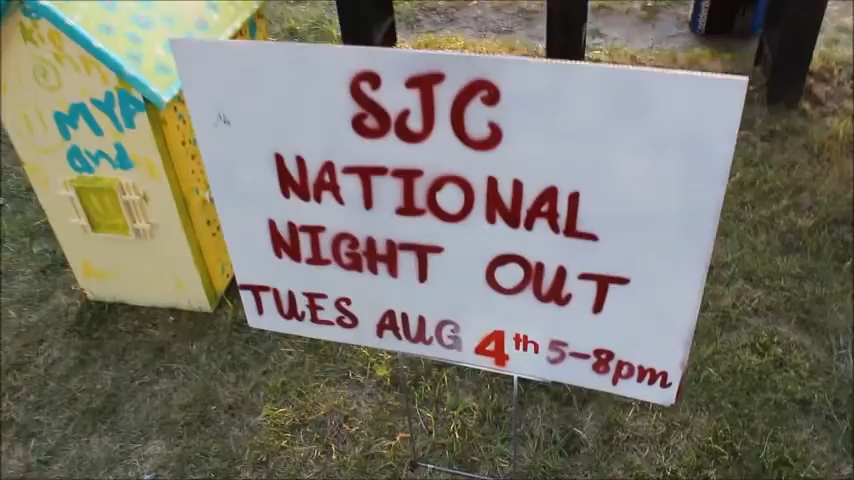 SJC
NATIONAL
NIGHT OUT
TUES AUG 4th 5-8pm
MYA
and